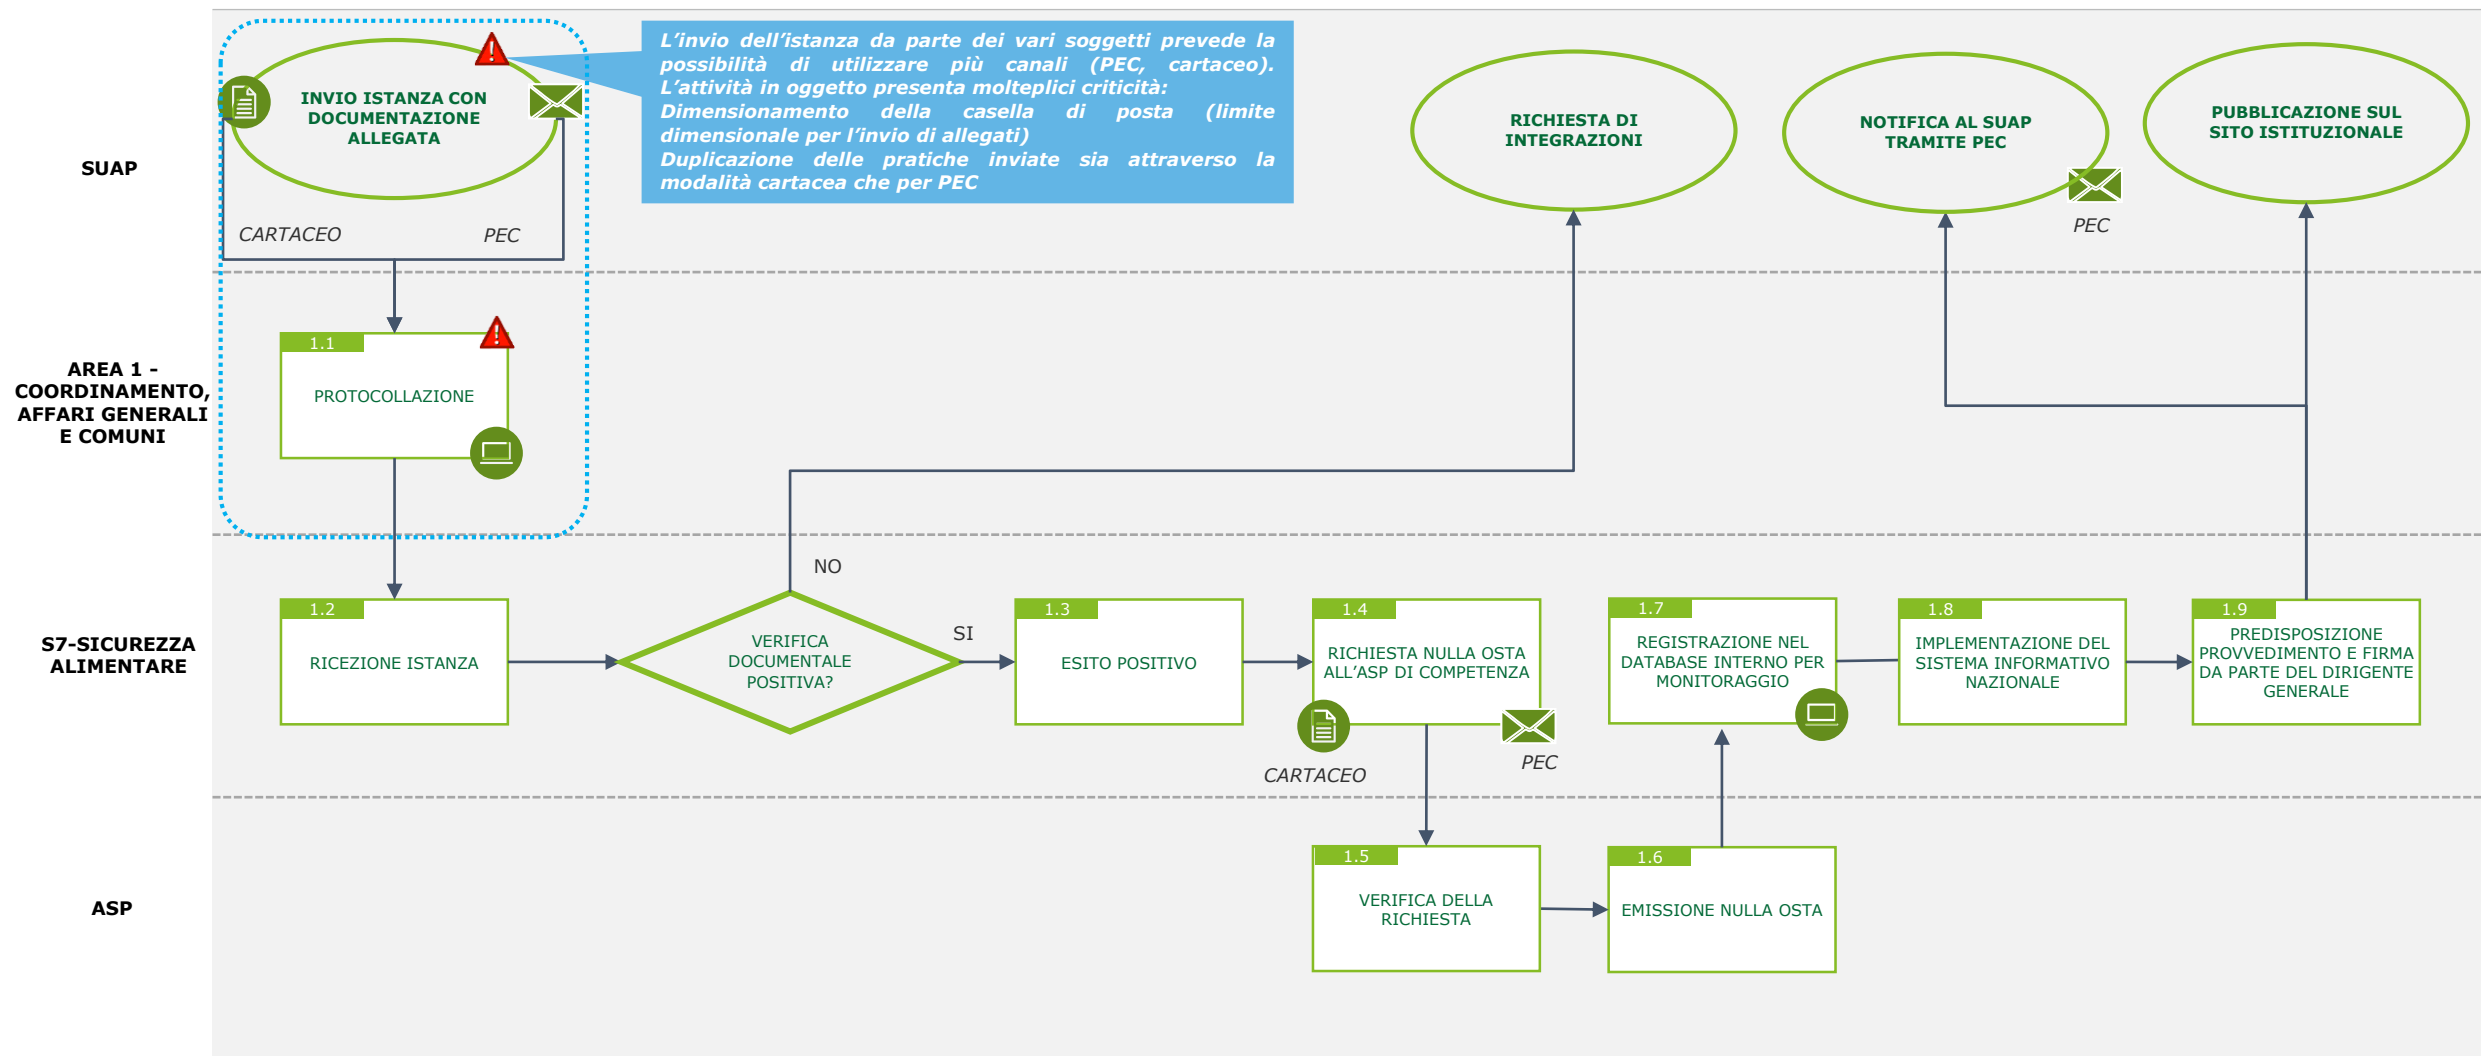 L’invio dell’istanza da parte dei vari soggetti prevede la
possibilità di utilizzare più canali (PEC, cartaceo).
L’attività in oggetto presenta molteplici criticità:
Dimensionamento della casella di posta (limite
dimensionale per l’invio di allegati)
Duplicazione delle pratiche inviate sia attraverso la
modalità cartacea che per PEC
SUAP
INVIO ISTANZA CON
DOCUMENTAZIONE
ALLEGATA
CARTACEO
PEC
RICHIESTA DI
INTEGRAZIONI
NOTIFICA AL SUAP
TRAMITE PEC
PEC
PUBBLICAZIONE SUL
SITO ISTITUZIONALE
AREA 1 -
COORDINAMENTO,
AFFARI GENERALI
E COMUNI
1.1
PROTOCOLLAZIONE
S7-SICUREZZA
ALIMENTARE
1.2
RICEZIONE ISTANZA
VERIFICA
DOCUMENTALE
POSITIVA?
NO
SI
1.3
ESITO POSITIVO
1.4
RICHIESTA NULLA OSTA
ALL’ASP DI COMPETENZA
CARTACEO
PEC
1.7
REGISTRAZIONE NEL
DATABASE INTERNO PER
MONITORAGGIO
1.8
IMPLEMENTAZIONE DEL
SISTEMA INFORMATIVO
NAZIONALE
1.9
PREDISPOSIZIONE
PROVVEDIMENTO E FIRMA
DA PARTE DEL DIRIGENTE
GENERALE
ASP
1.5
VERIFICA DELLA
RICHIESTA
1.6
EMISSIONE NULLA OSTA